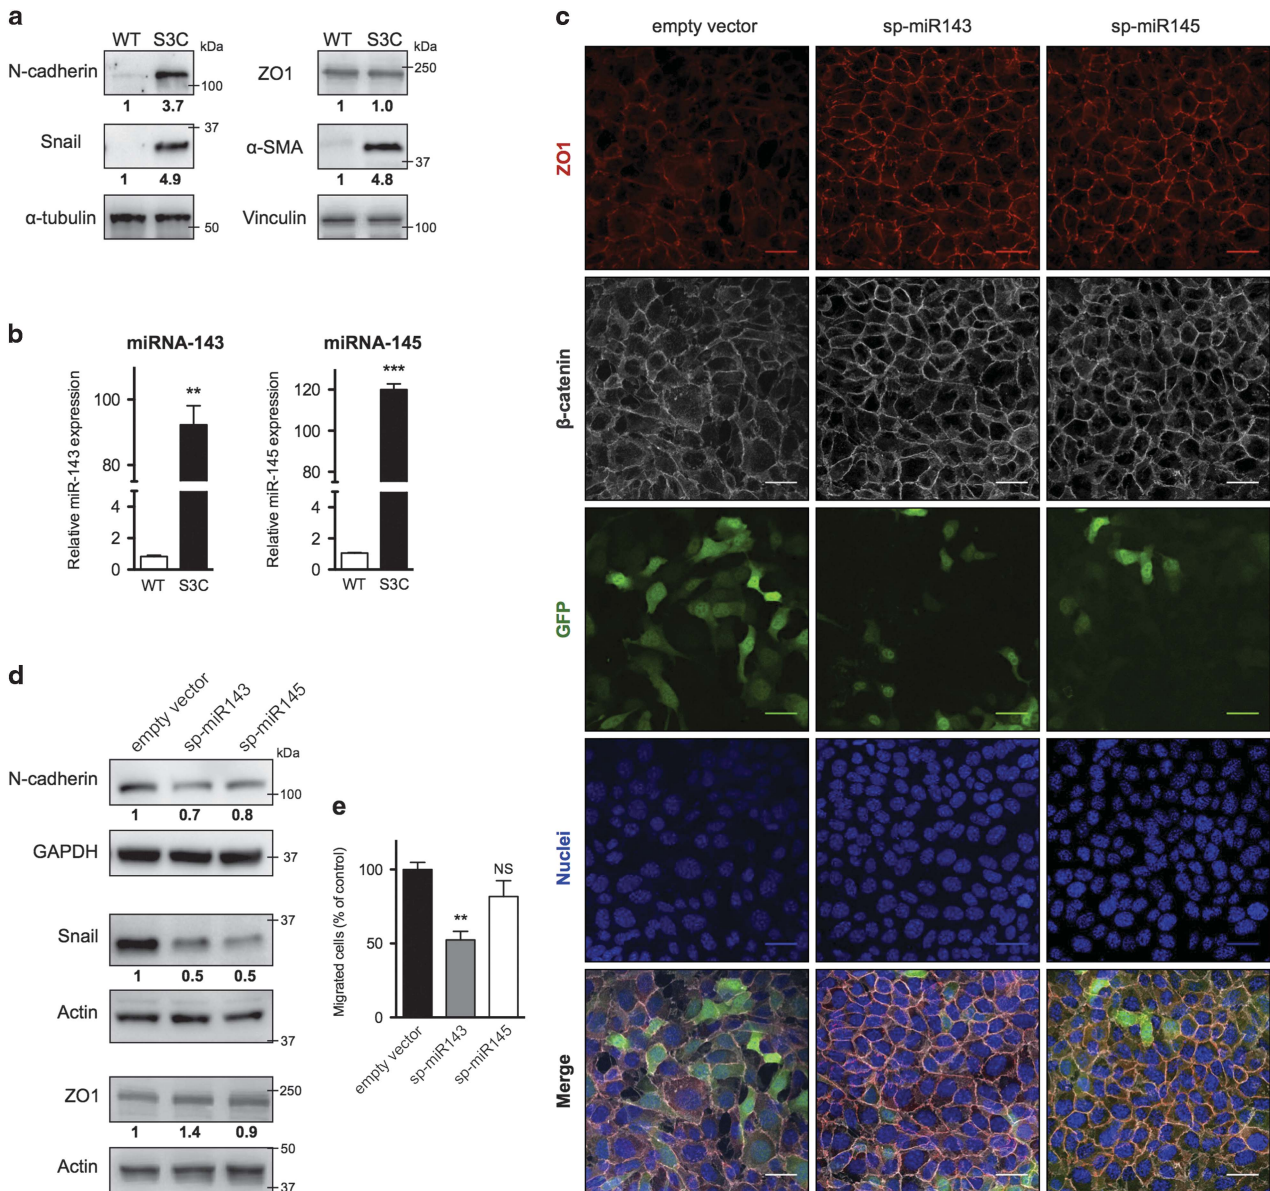 a
WT S3C
kDa
N-cadherin
100
1 3.7
Snail
37
1 4.9
α-tubulin
50
WT S3C
kDa
ZO1
250
1 1.0
α-SMA
37
1 4.8
Vinculin
100
b
miRNA-143
Relative miR-143 expression
100
80
4
2
0
**
WT S3C
miRNA-145
Relative miR-145 expression
120
100
80
4
2
0
***
WT S3C
c
empty vector sp-miR143 sp-miR145
ZO1
β-catenin
GFP
Nuclei
Merge
d
empty vector
sp-miR143
sp-miR145
kDa
N-cadherin
100
1 0.7 0.8
GAPDH
37
Snail
37
1 0.5 0.5
Actin
37
ZO1
250
1 1.4 0.9
Actin
50
37
e
Migrated cells (% of control)
100
50
0
**
NS
empty vector
sp-miR143
sp-miR145